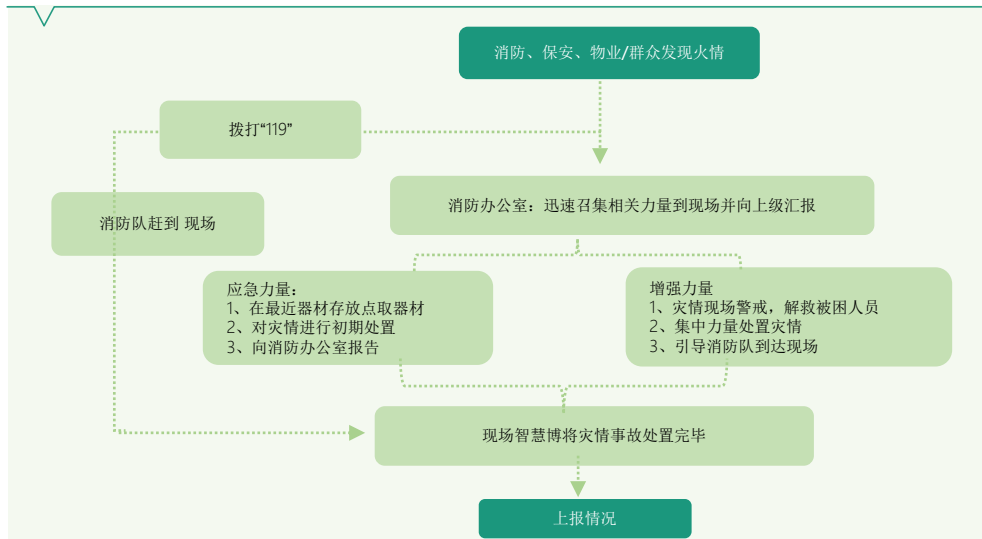 消防、保安、物业/群众发现火情
拨打“119”
消防办公室：迅速召集相关力量到现场并向上级汇报
消防队赶到 现场
应急力量：
1、在最近器材存放点取器材
2、对灾情进行初期处置
3、向消防办公室报告
增强力量
1、灾情现场警戒，解救被困人员
2、集中力量处置灾情
3、引导消防队到达现场
现场智慧博将灾情事故处置完毕
上报情况